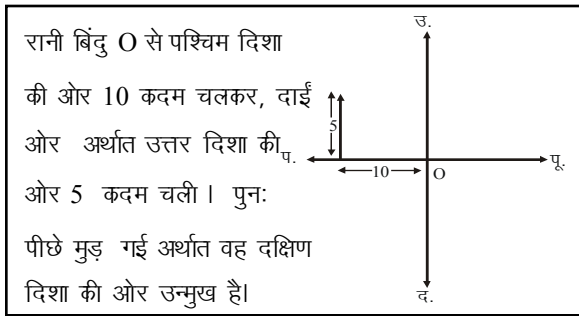 रानी बिंदु O से पश्चिम दिशा
की ओर 10 कदम चलकर, दाईं
ओर अर्थात उत्तर दिशा की
ओर 5 कदम चली । पुनः
पीछे मुड़ गई अर्थात वह दक्षिण
दिशा की ओर उन्मुख है।
उ.
5
प.
10
O
पू.
द.